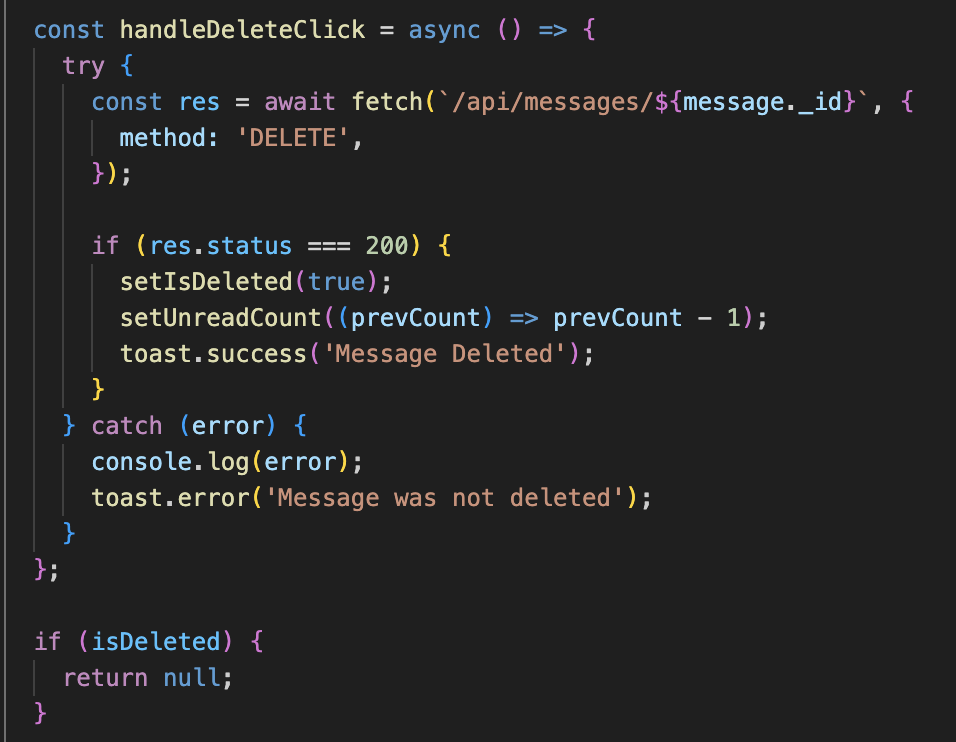 const handleDeleteClick = async () => {
  try {
    const res = await fetch(`/api/messages/${message._id}`, {
      method: 'DELETE',
    });

    if (res.status === 200) {
      setIsDeleted(true);
      setUnreadCount((prevCount) => prevCount - 1);
      toast.success('Message Deleted');
    }
  } catch (error) {
    console.log(error);
    toast.error('Message was not deleted');
  }
};

if (isDeleted) {
  return null;
}